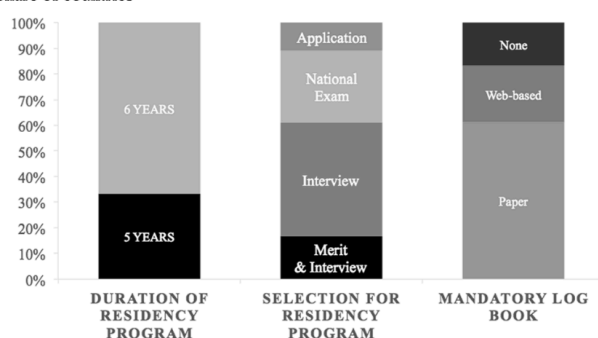 100%
90%
80%
70%
60%
50%
40%
30%
20%
10%
0%
6 YEARS
5 YEARS
Application
National
Exam
Interview
Merit
& Interview
None
Web-based
Paper
DURATION OF
RESIDENCY
PROGRAM
SELECTION FOR
RESIDENCY
PROGRAM
MANDATORY LOG
BOOK